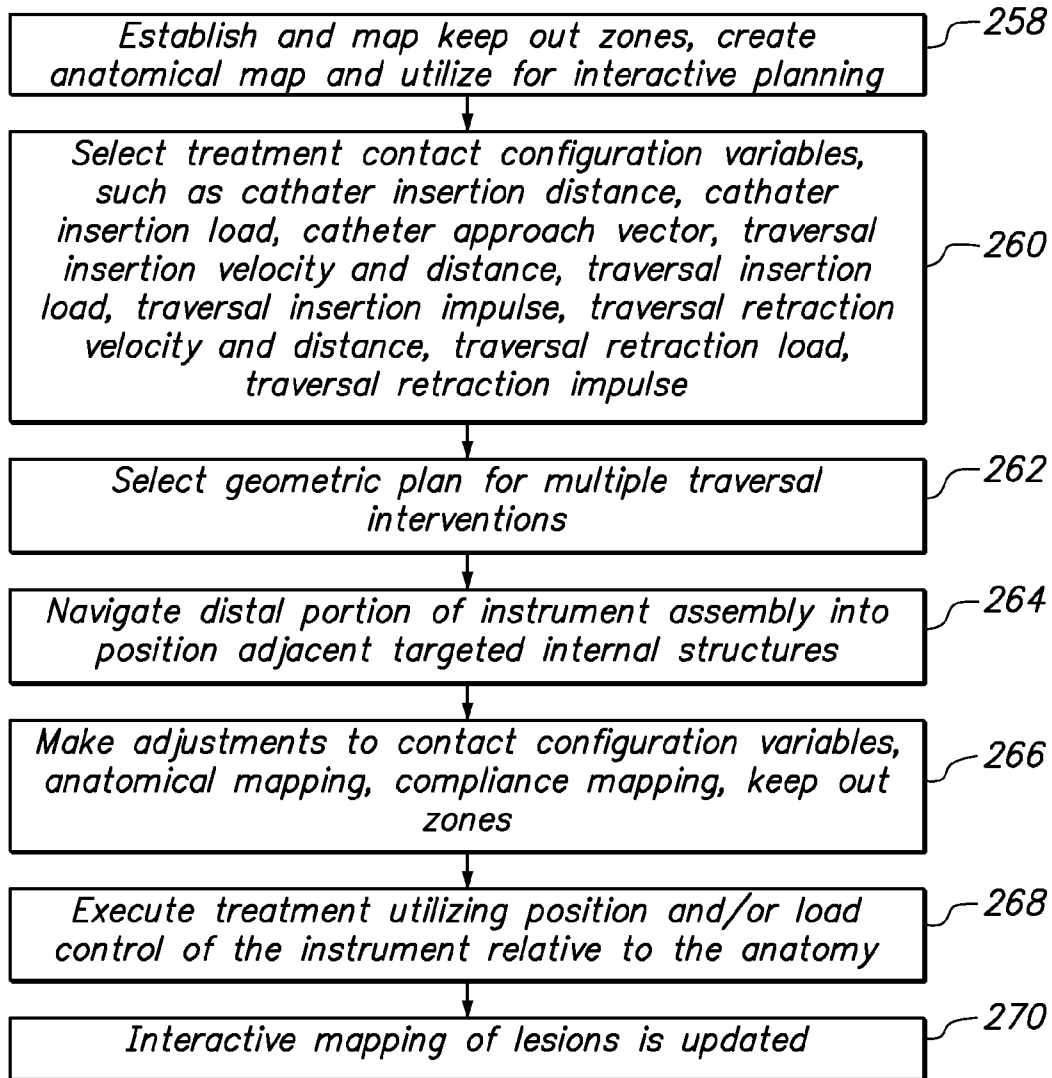 Establish and map keep out zones, create
anatomical map and utilize for interactive planning
258
Select treatment contact configuration variables,
such as cathater insertion distance, cathater
insertion load, catheter approach vector, traversal
insertion velocity and distance, traversal insertion
load, traversal insertion impulse, traversal retraction
velocity and distance, traversal retraction load,
traversal retraction impulse
260
Select geometric plan for multiple traversal
interventions
262
Navigate distal portion of instrument assembly into
position adjacent targeted internal structures
264
Make adjustments to contact configuration variables,
anatomical mapping, compliance mapping, keep out
zones
266
Execute treatment utilizing position and/or load
control of the instrument relative to the anatomy
268
Interactive mapping of lesions is updated
270